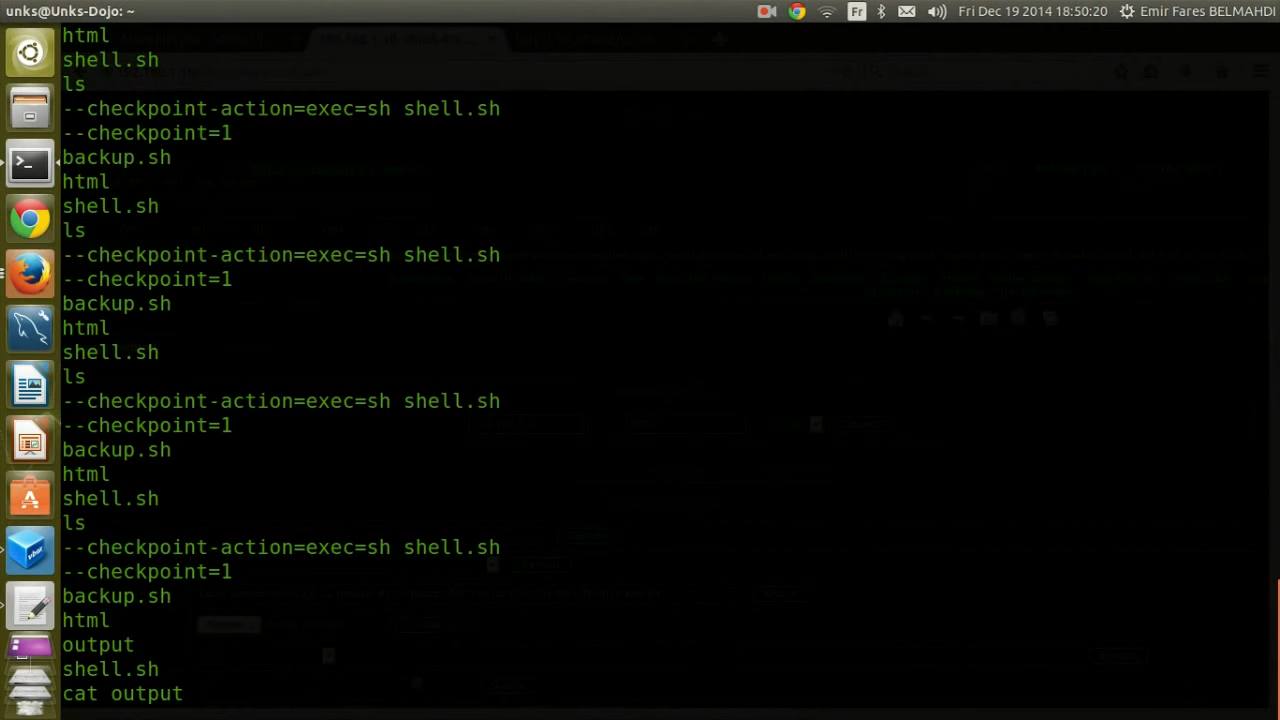 unks@Unks-Dojo: ~
Fr
Fri Dec 19 2014 18:50:20
Emir Fares BELMAHDI
html
shell.sh
ls
--checkpoint-action=exec=sh shell.sh
--checkpoint=1
backup.sh
html
shell.sh
ls
--checkpoint-action=exec=sh shell.sh
--checkpoint=1
backup.sh
html
shell.sh
ls
--checkpoint-action=exec=sh shell.sh
--checkpoint=1
backup.sh
html
shell.sh
ls
--checkpoint-action=exec=sh shell.sh
--checkpoint=1
backup.sh
html
output
shell.sh
cat output